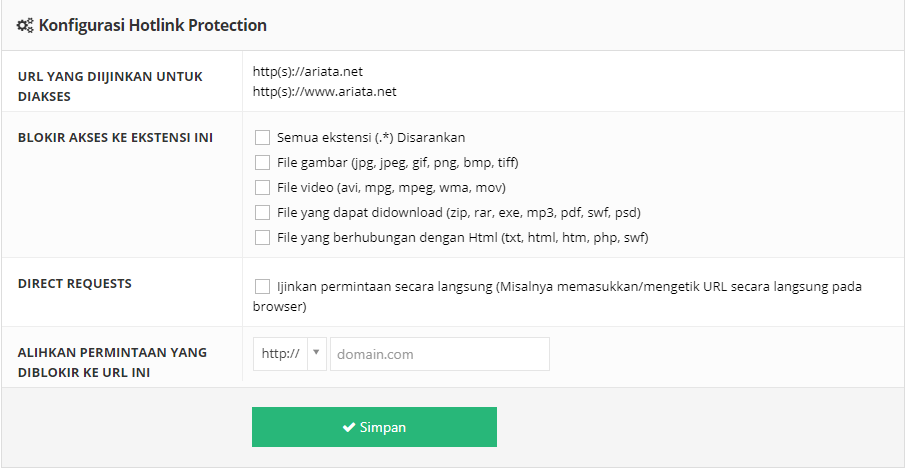 Konfigurasi Hotlink Protection
URL YANG DIIJINKAN UNTUK
DIAKSES
http(s)://ariata.net
http(s)://www.ariata.net
BLOKIR AKSES KE EKSTENSI INI
Semua ekstensi (.*) Disarankan
File gambar (jpg, jpeg, gif, png, bmp, tiff)
File video (avi, mpg, mpeg, wma, mov)
File yang dapat didownload (zip, rar, exe, mp3, pdf, swf, psd)
File yang berhubungan dengan Html (txt, html, htm, php, swf)
DIRECT REQUESTS
Ijinkan permintaan secara langsung (Misalnya memasukkan/mengetik URL secara langsung pada
browser)
ALIHKAN PERMINTAAN YANG
DIBLOKIR KE URL INI
http:// domain.com
Simpan